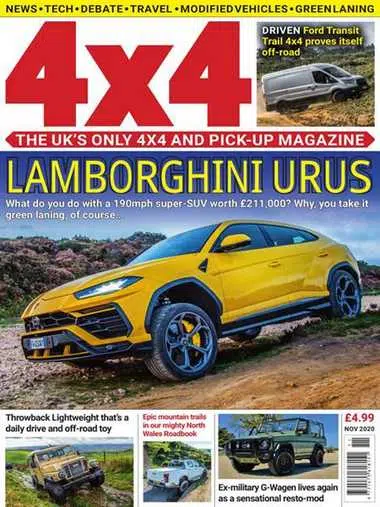 NEWS • TECH • DEBATE • TRAVEL • MODIFIED VEHICLES • GREEN LANING
4x4
DRIVEN Ford Transit
Trail 4x4 proves itself
off-road
THE UK'S ONLY 4X4 AND PICK-UP MAGAZINE
LAMBORGHINI URUS
What do you do with a 190mph super-SUV worth £211,000? Why, you take it
green laning, of course...
Throwback Lightweight that's a
daily drive and off-road toy
Epic mountain trails
in our mighty North
Wales Roadbook
£4.99
NOV 2020
Ex-military G-Wagen lives again
as a sensational resto-mod